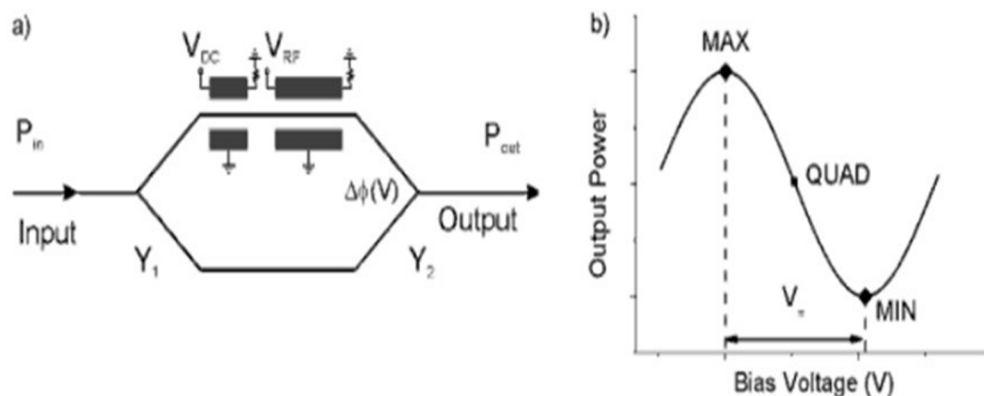 a)
V_DC V_RF
P_in
P_out
Δϕ(V)
Input
Output
Y_1
Y_2
b)
MAX
QUAD
V_π
MIN
Output Power
Bias Voltage (V)